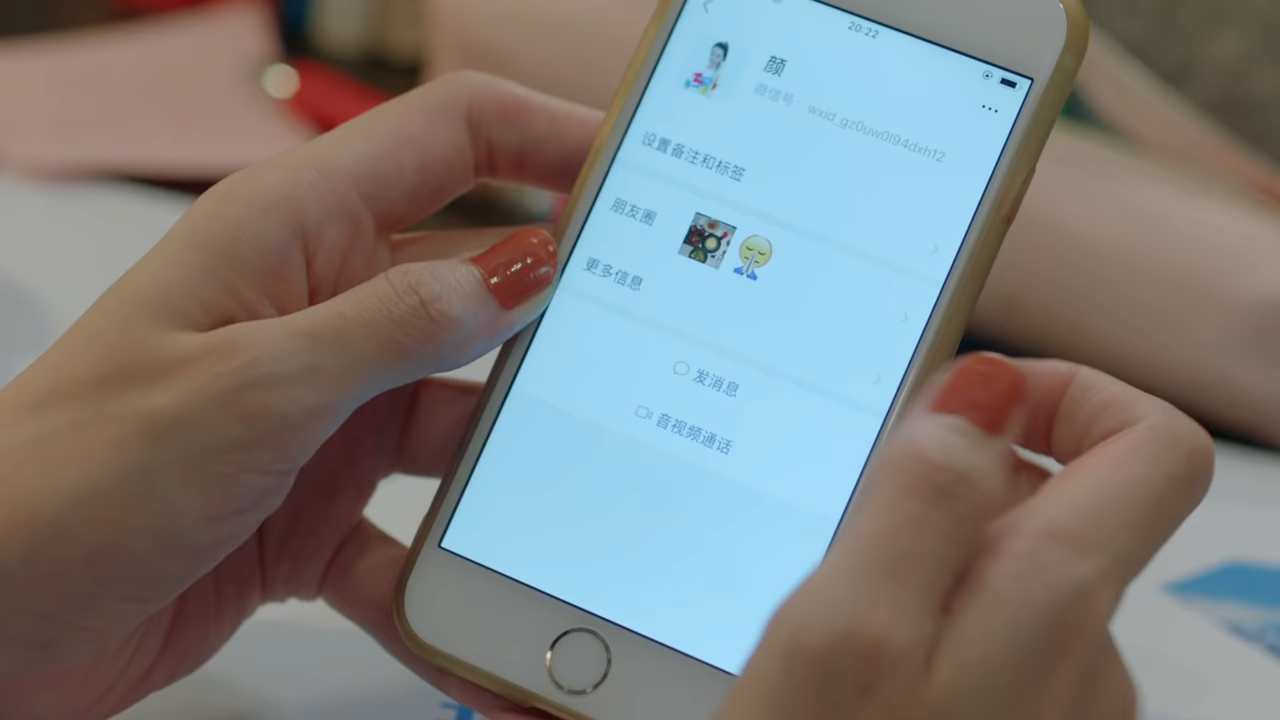 20:22
颜
微信号: wxid_gz0uw0l94dxh12
设置备注和标签
朋友圈
更多信息
发消息
音视频通话